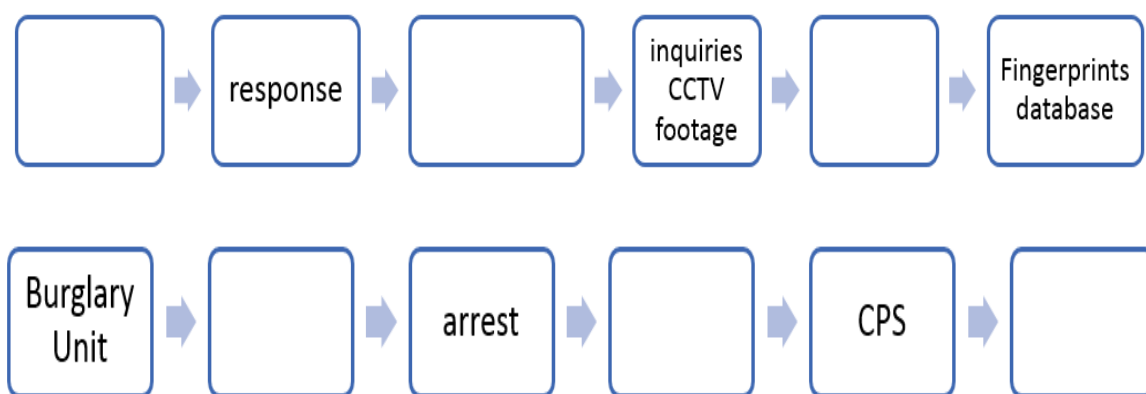 response
inquiries
CCTV
footage
Fingerprints
database
Burglary
Unit
arrest
CPS